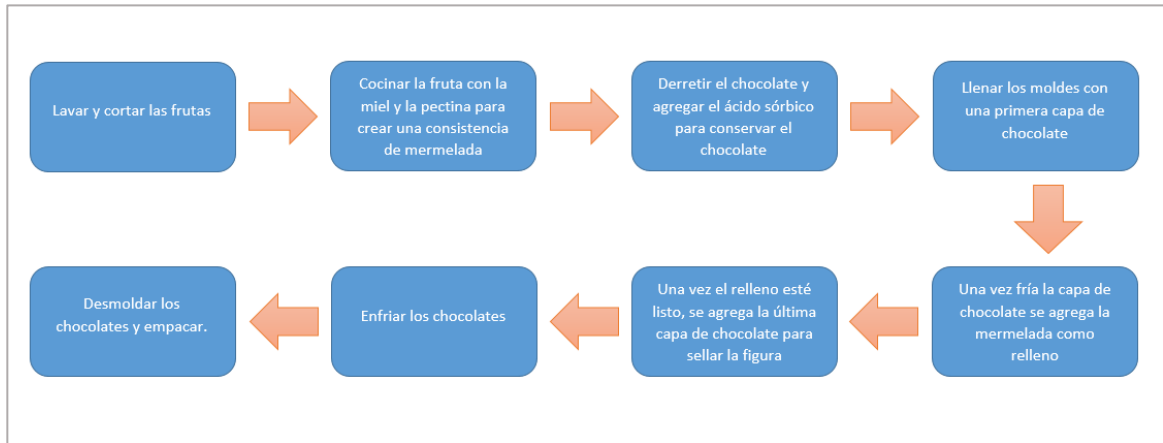 Lavar y cortar las frutas
Cocinar la fruta con la
miel y la pectina para
crear una consistencia
de mermelada
Derretir el chocolate y
agregar el ácido sórbico
para conservar el
chocolate
Llenar los moldes con
una primera capa de
chocolate
Una vez fría la capa de
chocolate se agrega la
mermelada como
relleno
Una vez el relleno esté
listo, se agrega la última
capa de chocolate para
sellar la figura
Enfriar los chocolates
Desmoldar los
chocolates y empacar.